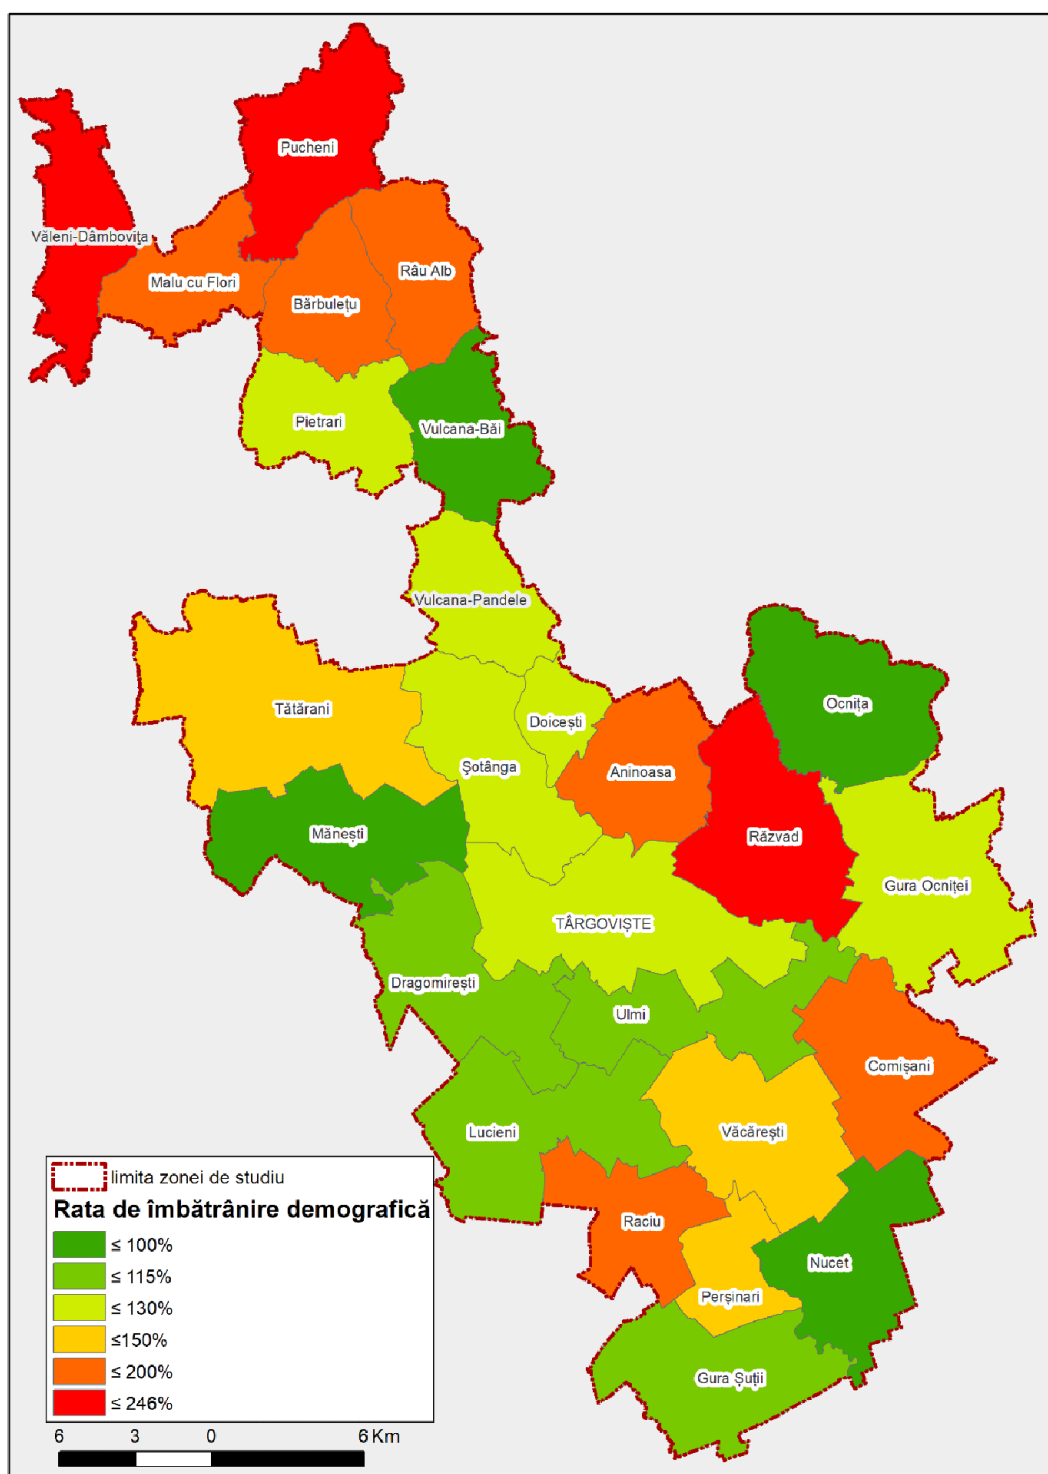 Pucheni
Văleni-Dâmboviţa
Malu cu Flori
Râu Alb
Bărbulețu
Pietrari
Vulcana-Băi
Vulcana-Pandele
Ocnița
Tătărani
Doicești
Șotânga
Aninoasa
Mănești
Răzvad
Gura Ocniței
TÂRGOVIȘTE
Dragomirești
Ulmi
Comișani
Lucieni
Văcărești
Raciu
Nucet
Perșinari
Gura Șuții
limita zonei de studiu
Rata de îmbătrânire demografică
≤ 100%
≤ 115%
≤ 130%
≤150%
≤ 200%
≤ 246%
6 3 0 6 Km